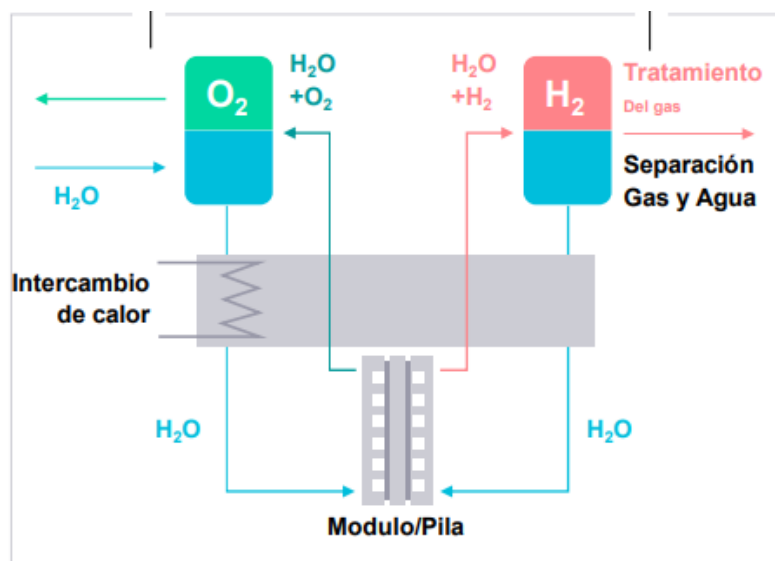 H₂O
+O₂
H₂O
+H₂
O₂
H₂
Tratamiento
Del gas
H₂O
Separación
Gas y Agua
Intercambio
de calor
H₂O
H₂O
Modulo/Pila